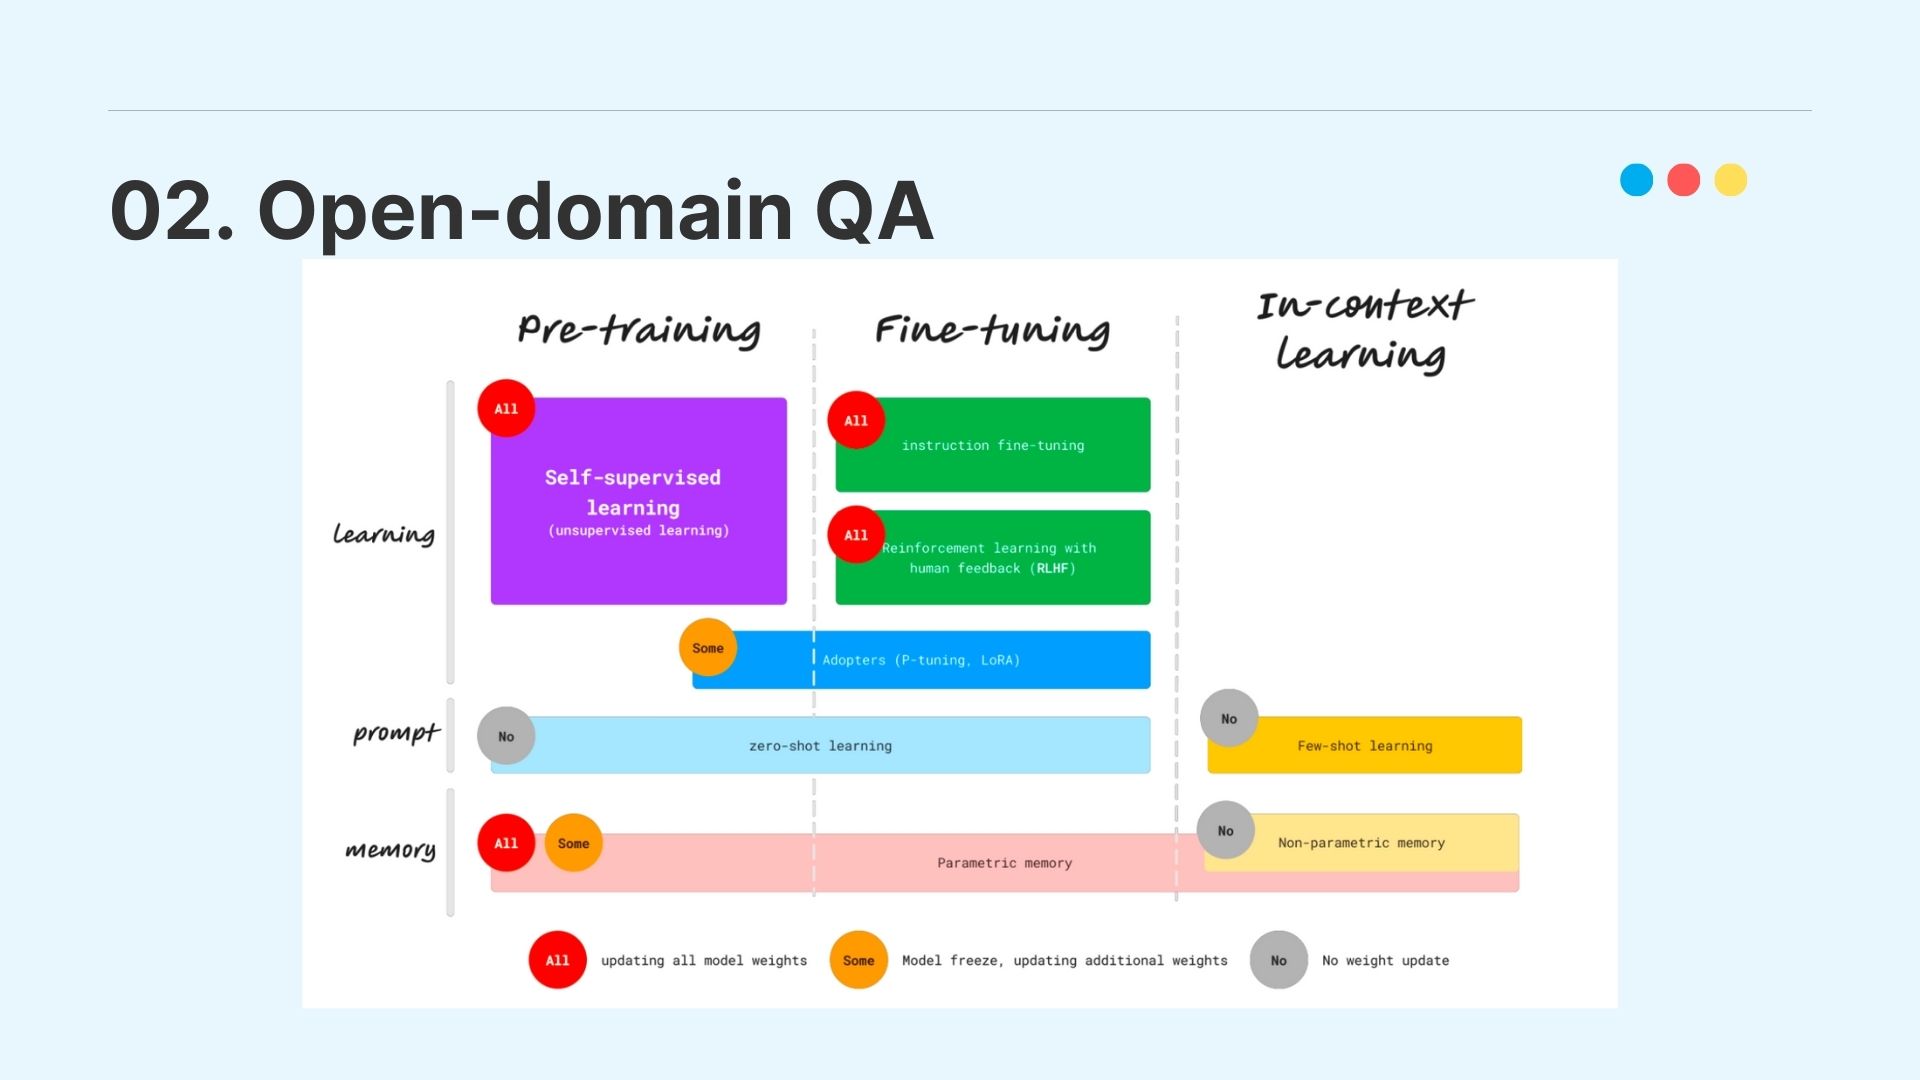 02. Open-domain QA
Pre-training
Fine-tuning
In-context
learning
learning
All
Self-supervised
learning
(unsupervised learning)
All
instruction fine-tuning
All
Reinforcement learning with
human feedback (RLHF)
Some
Adopters (P-tuning, LoRA)
prompt
No
zero-shot learning
No
Few-shot learning
memory
All
Some
Parametric memory
No
Non-parametric memory
All
updating all model weights
Some
Model freeze, updating additional weights
No
No weight update